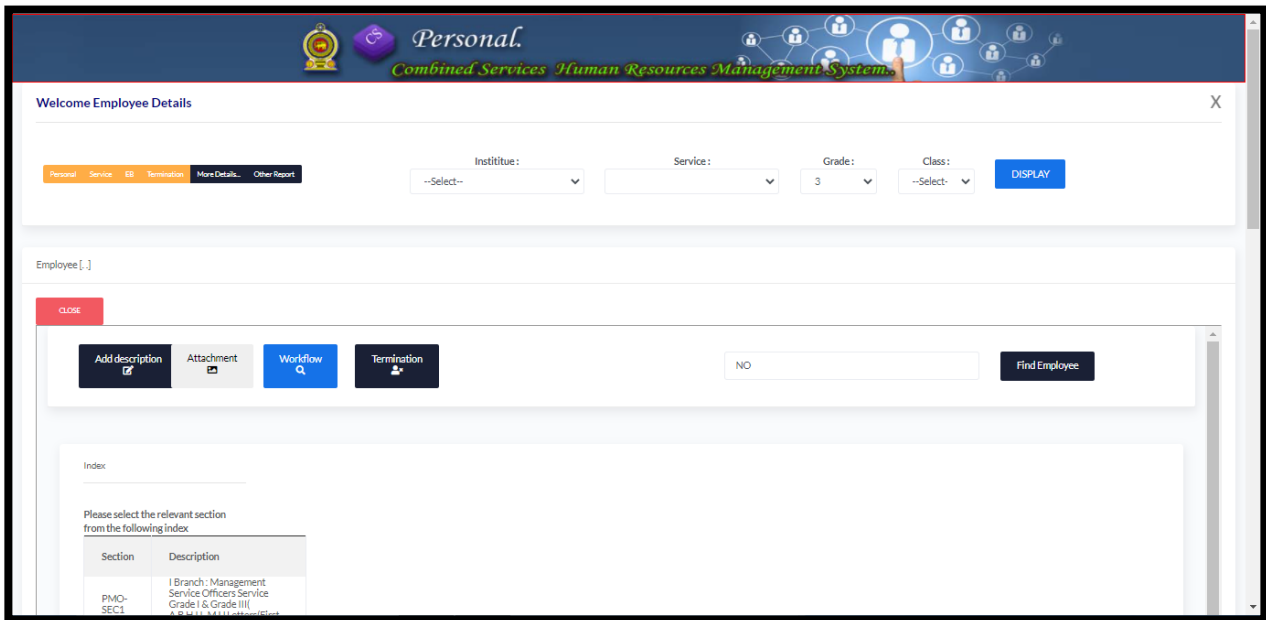 Personal.
Combined Services Human Resources Management System..
Welcome Employee Details
X
Personal Service EB Termination More Details... Other Report
Instititue : Service : Grade : Class :
--Select-- 3 --Select- DISPLAY
Employee [. .]
CLOSE
Add description Attachment Workflow Termination
NO Find Employee
Index
Please select the relevant section
from the following index
Section Description
I Branch : Management
Service Officers Service
PMO- Grade I & Grade III(
SEC1